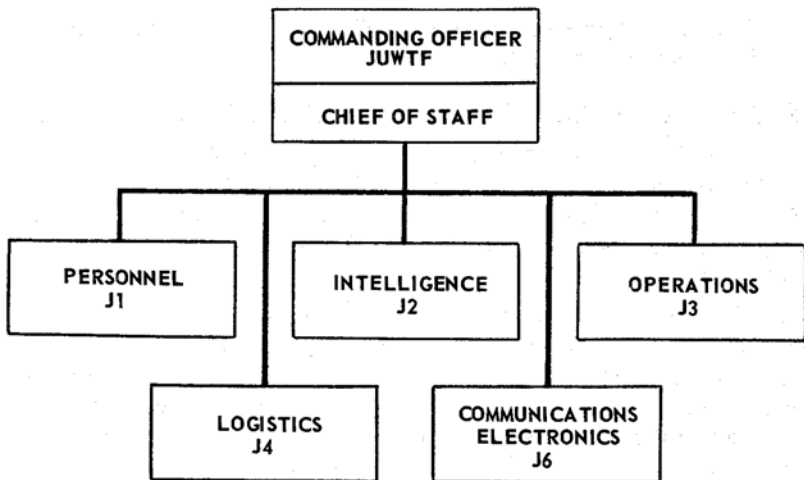 COMMANDING OFFICER
JUWTF
CHIEF OF STAFF
PERSONNEL
J1
INTELLIGENCE
J2
OPERATIONS
J3
LOGISTICS
J4
COMMUNICATIONS
ELECTRONICS
J6